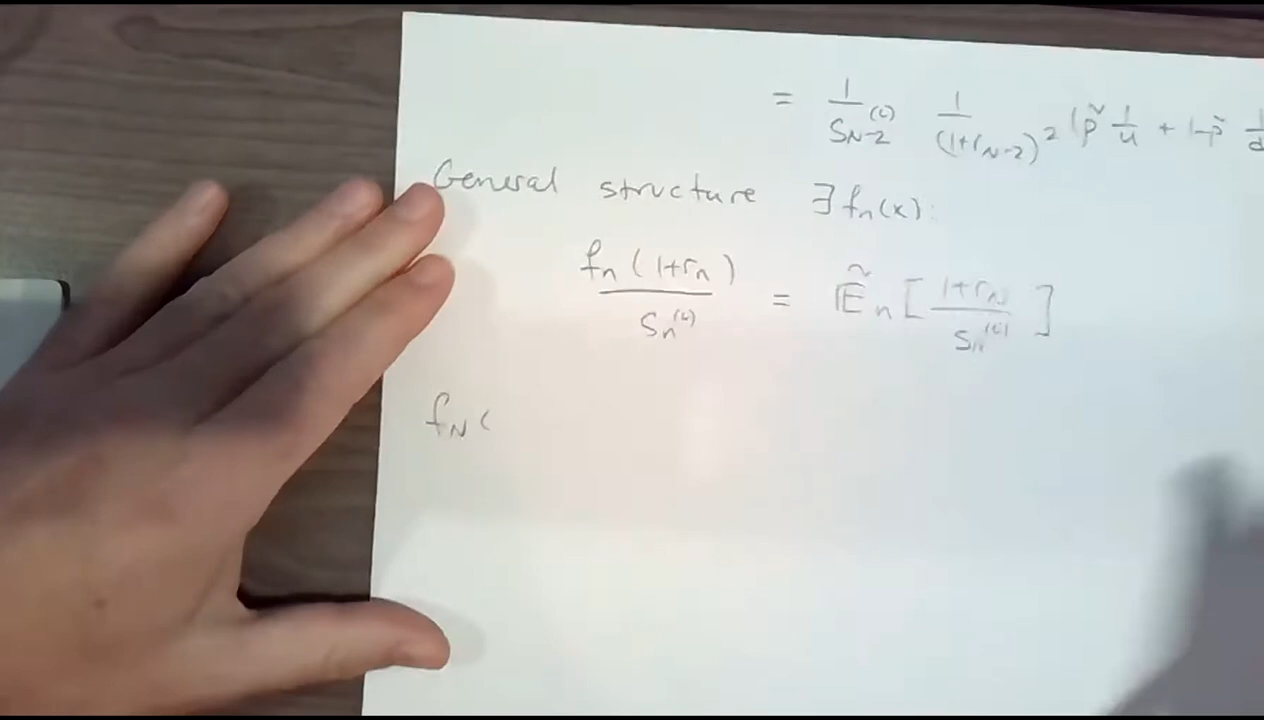 = 1/S_{N-2}^{(c)} 1/(1+r_{N-2})^2 (p̃ 1/u + 1-p̃ 1/d
General structure ∃ f_n(x):
f_n(1+r_n)/S_n^{(c)} = Ẽ_n[(1+r_N)/S_N^{(c)}]
f_N(